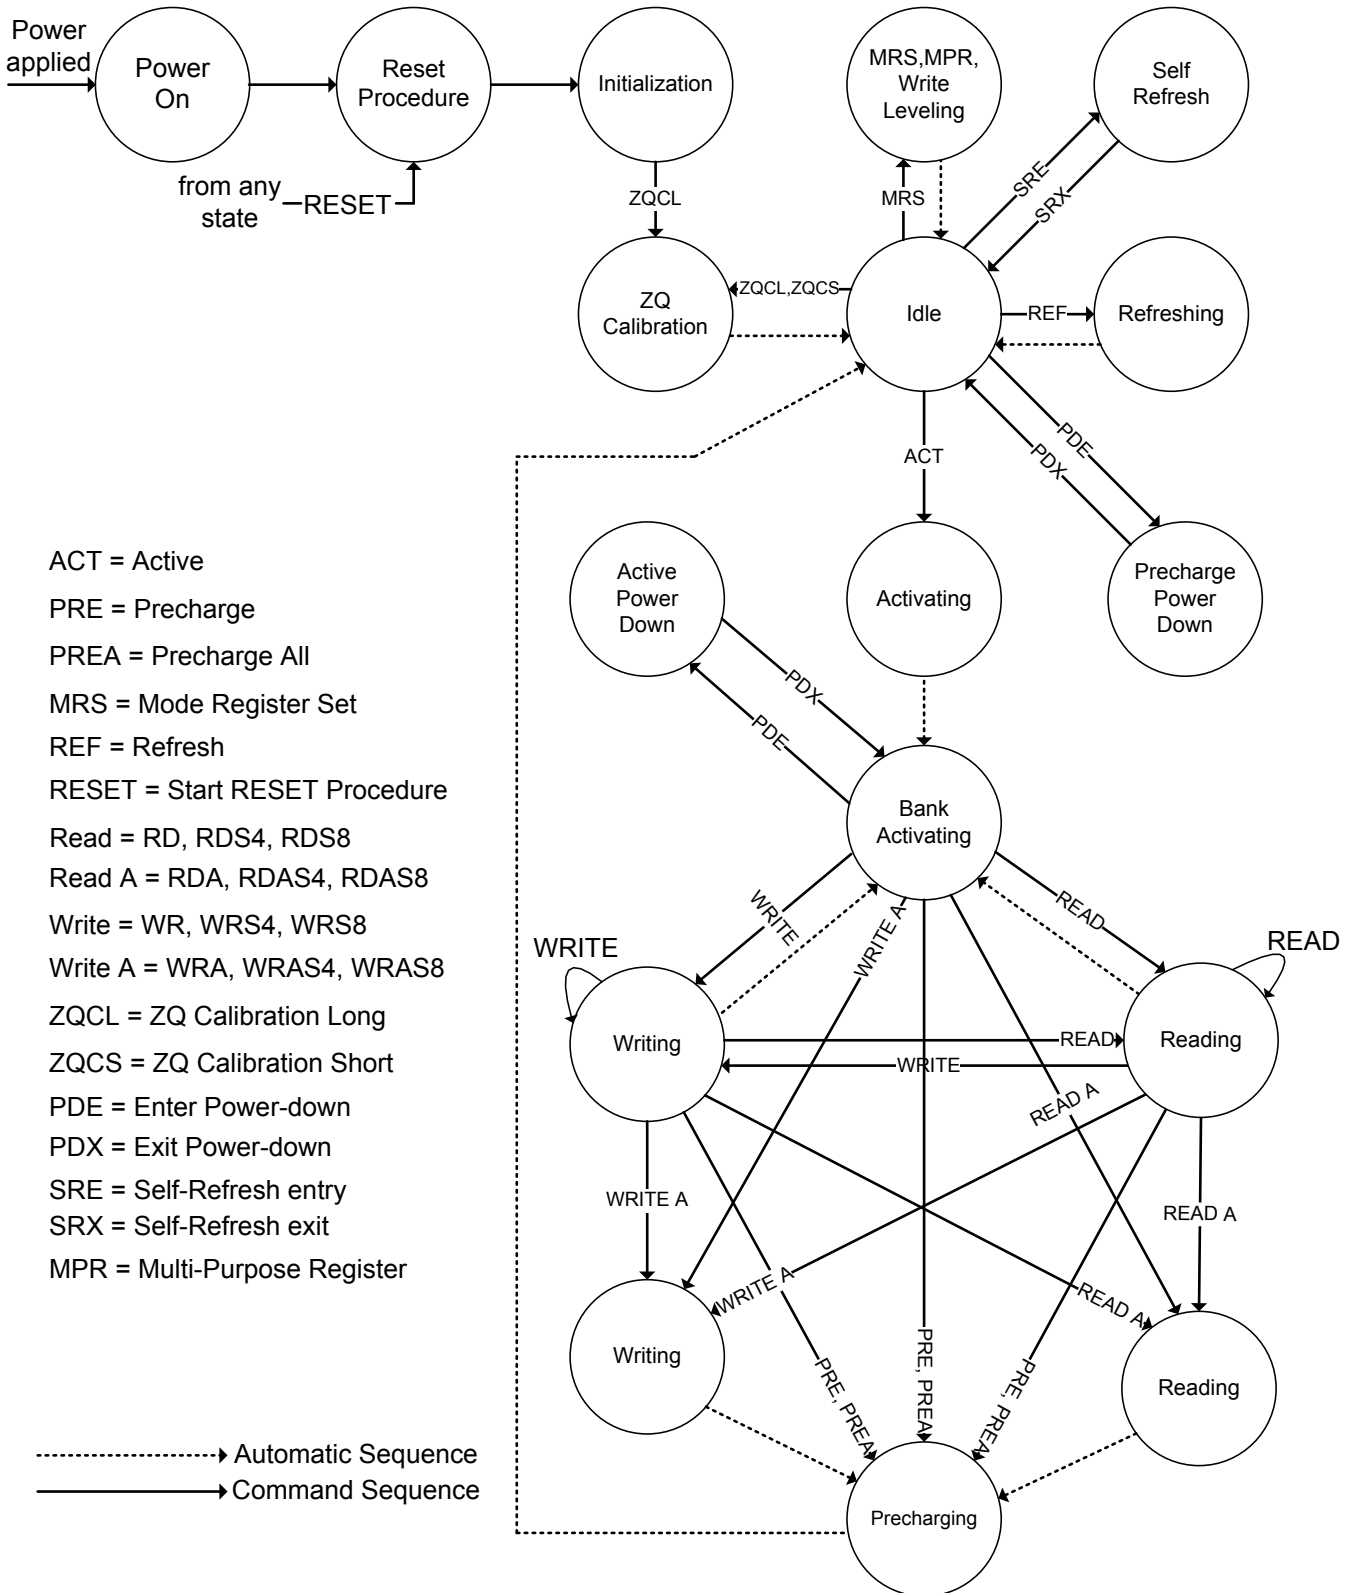 Power
applied
Power
On
Reset
Procedure
Initialization
MRS,MPR,
Write
Leveling
Self
Refresh
from any
state
RESET
ZQCL
MRS
SRE
SRX
ZQ
Calibration
ZQCL,ZQCS
Idle
REF
Refreshing
ACT
PDE
PDX
Active
Power
Down
Activating
Precharge
Power
Down
PDX
PDE
Bank
Activating
WRITE
WRITE A
READ
WRITE
READ
Writing
READ
WRITE
Reading
READ A
WRITE A
READ A
WRITE A
READ A
Writing
PRE, PREA
PRE, PREA
PRE, PREA
Reading
Precharging
ACT = Active
PRE = Precharge
PREA = Precharge All
MRS = Mode Register Set
REF = Refresh
RESET = Start RESET Procedure
Read = RD, RDS4, RDS8
Read A = RDA, RDAS4, RDAS8
Write = WR, WRS4, WRS8
Write A = WRA, WRAS4, WRAS8
ZQCL = ZQ Calibration Long
ZQCS = ZQ Calibration Short
PDE = Enter Power-down
PDX = Exit Power-down
SRE = Self-Refresh entry
SRX = Self-Refresh exit
MPR = Multi-Purpose Register
Automatic Sequence
Command Sequence